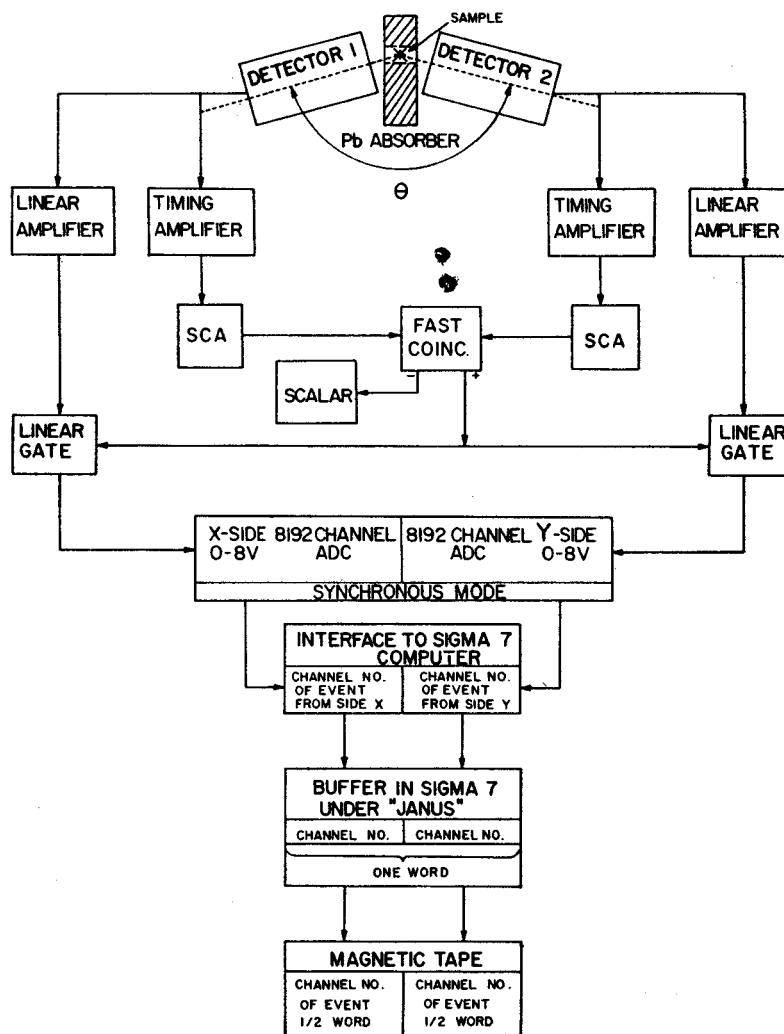 SAMPLE
DETECTOR 1
DETECTOR 2
Pb ABSORBER
θ
LINEAR
AMPLIFIER
TIMING
AMPLIFIER
TIMING
AMPLIFIER
LINEAR
AMPLIFIER
SCA
FAST
COINC.
- +
SCA
SCALAR
LINEAR
GATE
LINEAR
GATE
X-SIDE 8192 CHANNEL
0-8V ADC
8192 CHANNEL Y-SIDE
ADC 0-8V
SYNCHRONOUS MODE
INTERFACE TO SIGMA 7
COMPUTER
CHANNEL NO.
OF EVENT
FROM SIDE X
CHANNEL NO.
OF EVENT
FROM SIDE Y
BUFFER IN SIGMA 7
UNDER "JANUS"
CHANNEL NO. CHANNEL NO.
ONE WORD
MAGNETIC TAPE
CHANNEL NO.
OF EVENT
1/2 WORD
CHANNEL NO.
OF EVENT
1/2 WORD